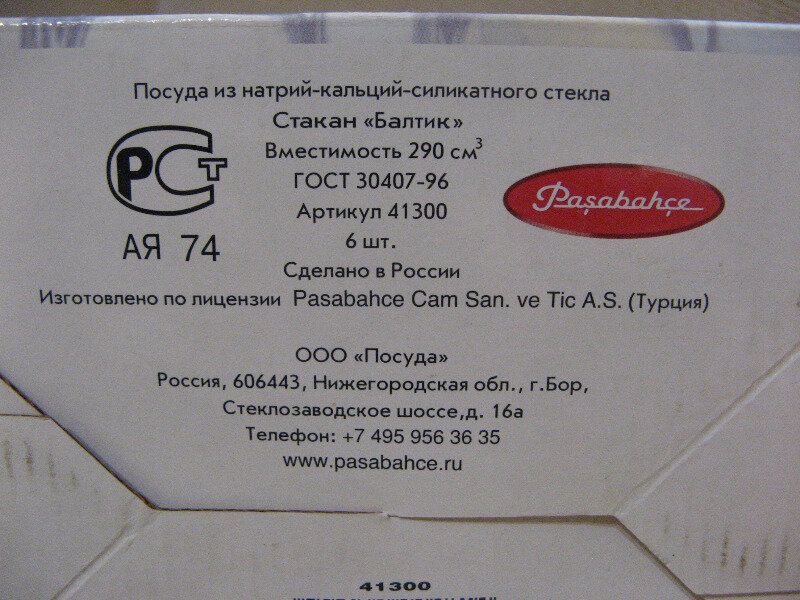 Посуда из натрий-кальций-силикатного стекла
Стакан «Балтик»
Вместимость 290 см³
ГОСТ 30407-96
Артикул 41300
6 шт.
Сделано в России
Изготовлено по лицензии Pasabahce Cam San. ve Tic A.S. (Турция)
РСТ
АЯ 74
Paşabahçe
ООО «Посуда»
Россия, 606443, Нижегородская обл., г.Бор,
Стеклозаводское шоссе,д. 16а
Телефон: +7 495 956 36 35
www.pasabahce.ru
41300